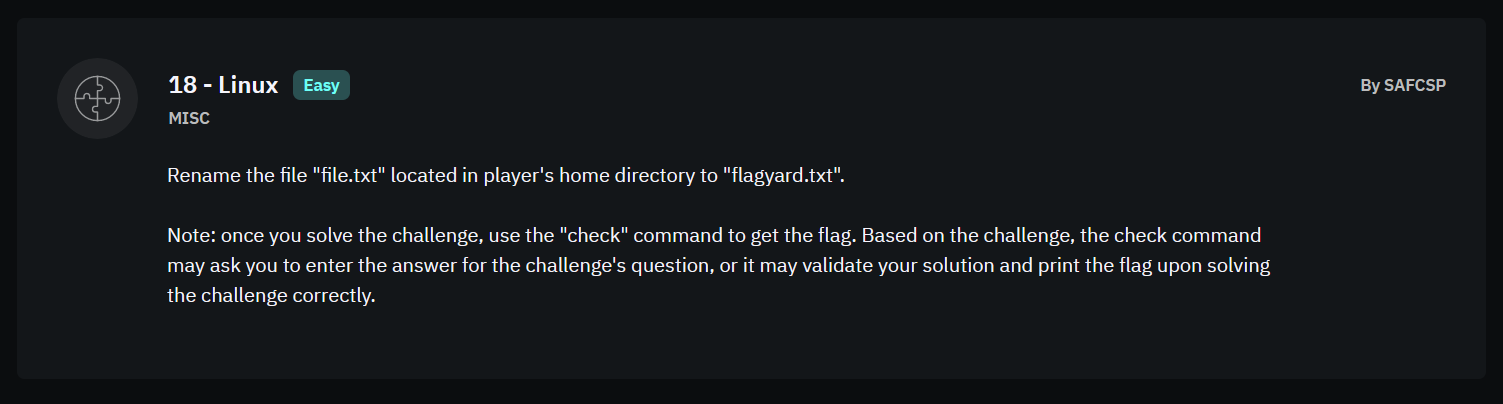 18 - Linux Easy
By SAFCSP
MISC
Rename the file "file.txt" located in player's home directory to "flagyard.txt".
Note: once you solve the challenge, use the "check" command to get the flag. Based on the challenge, the check command
may ask you to enter the answer for the challenge's question, or it may validate your solution and print the flag upon solving
the challenge correctly.